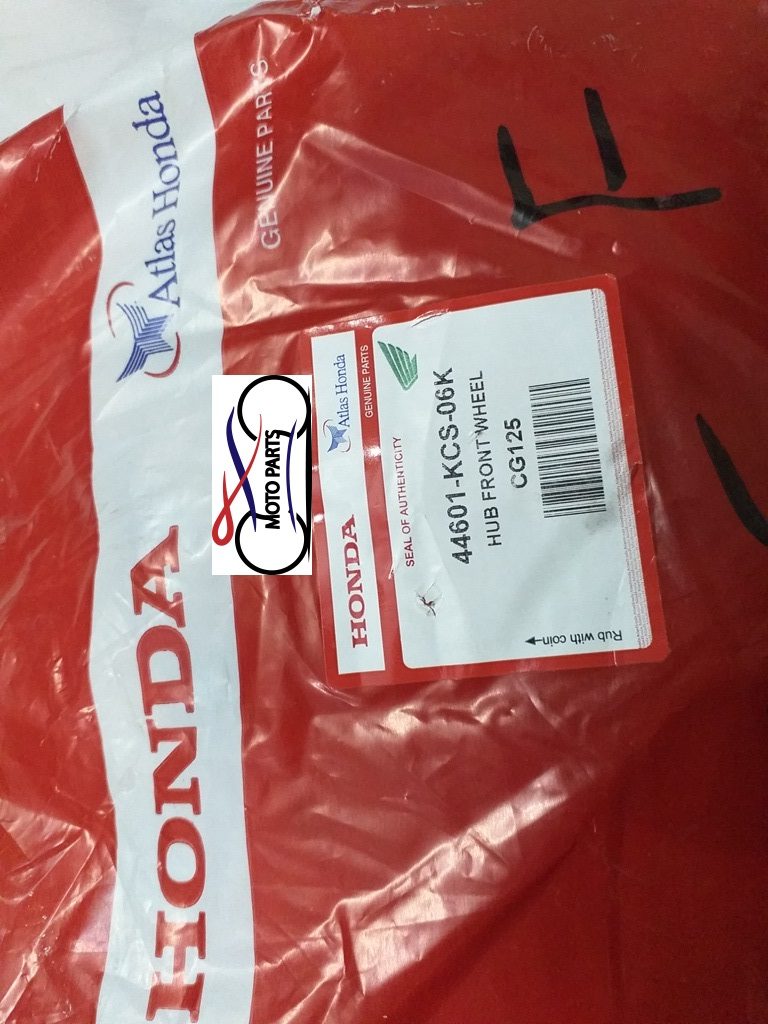 HONDA
Atlas Honda
GENUINE PARTS
MOTO PARTS
HONDA
Atlas Honda
GENUINE PARTS
SEAL OF AUTHENTICITY
44601-KCS-06K
HUB FRONT WHEEL
CG125
Rub with coin